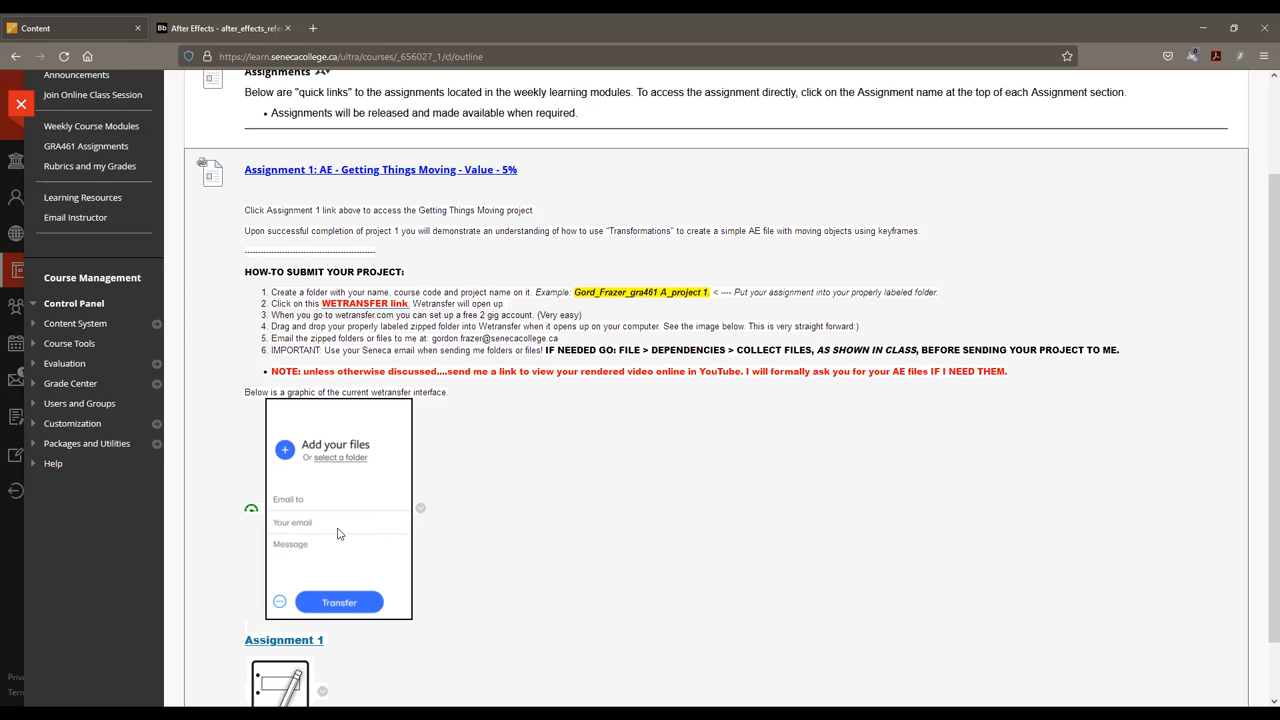 Content
Bb After Effects - after_effects_refe
https://learn.senecacollege.ca/ultra/courses/_656027_1/cl/outline
Announcements
Join Online Class Session
Weekly Course Modules
GRA461 Assignments
Rubrics and my Grades
Learning Resources
Email Instructor
Course Management
Control Panel
Content System
Course Tools
Evaluation
Grade Center
Users and Groups
Customization
Packages and Utilities
Help
Priva
Term
Assignments
Below are "quick links" to the assignments located in the weekly learning modules. To access the assignment directly, click on the Assignment name at the top of each Assignment section.
• Assignments will be released and made available when required.
Assignment 1: AE - Getting Things Moving - Value - 5%
Click Assignment 1 link above to access the Getting Things Moving project.
Upon successful completion of project 1 you will demonstrate an understanding of how to use "Transformations" to create a simple AE file with moving objects using keyframes.
------------------------------------------------
HOW-TO SUBMIT YOUR PROJECT:
1. Create a folder with your name, course code and project name on it. Example: Gord_Frazer_gra461 A_project 1. < ---- Put your assignment into your properly labeled folder.
2. Click on this WETRANSFER link. Wetransfer will open up.
3. When you go to wetransfer.com you can set up a free 2 gig account. (Very easy)
4. Drag and drop your properly labeled zipped folder into Wetransfer when it opens up on your computer. See the image below. This is very straight forward:)
5. Email the zipped folders or files to me at: gordon.frazer@senecacollege.ca
6. IMPORTANT: Use your Seneca email when sending me folders or files! IF NEEDED GO: FILE > DEPENDENCIES > COLLECT FILES, AS SHOWN IN CLASS, BEFORE SENDING YOUR PROJECT TO ME.
• NOTE: unless otherwise discussed....send me a link to view your rendered video online in YouTube. I will formally ask you for your AE files IF I NEED THEM.
Below is a graphic of the current wetransfer interface.
Add your files
Or select a folder
Email to
Your email
Message
Transfer
Assignment 1